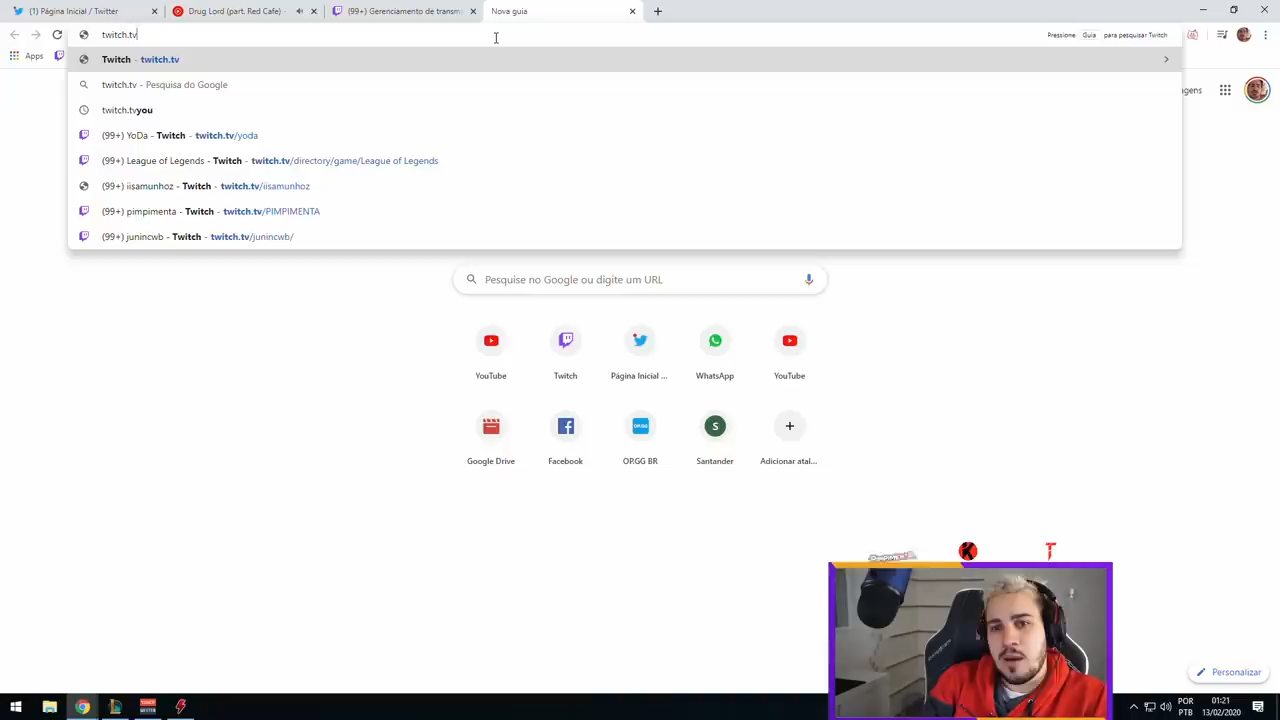 (1) Página Inicial / Twitter
Drug Lord (part. Red Cafe)
(99+) Gerenciamento de transm
Nova guia
twitch.tv
Pressione Guia para pesquisar Twitch
Apps
Twitch - twitch.tv
twitch.tv - Pesquisa do Google
twitch.tvyou
(99+) YoDa - Twitch - twitch.tv/yoda
(99+) League of Legends - Twitch - twitch.tv/directory/game/League of Legends
(99+) iisamunhoz - Twitch - twitch.tv/iisamunhoz
(99+) pimpimenta - Twitch - twitch.tv/PIMPIMENTA
(99+) junincwb - Twitch - twitch.tv/junincwb/
agens
Pesquise no Google ou digite um URL
YouTube
Twitch
Página Inicial ...
WhatsApp
YouTube
OP.GG
S
Google Drive
Facebook
OP.GG BR
Santander
Adicionar atal...
K
T
Personalizar
POR
PTB
01:21
13/02/2020